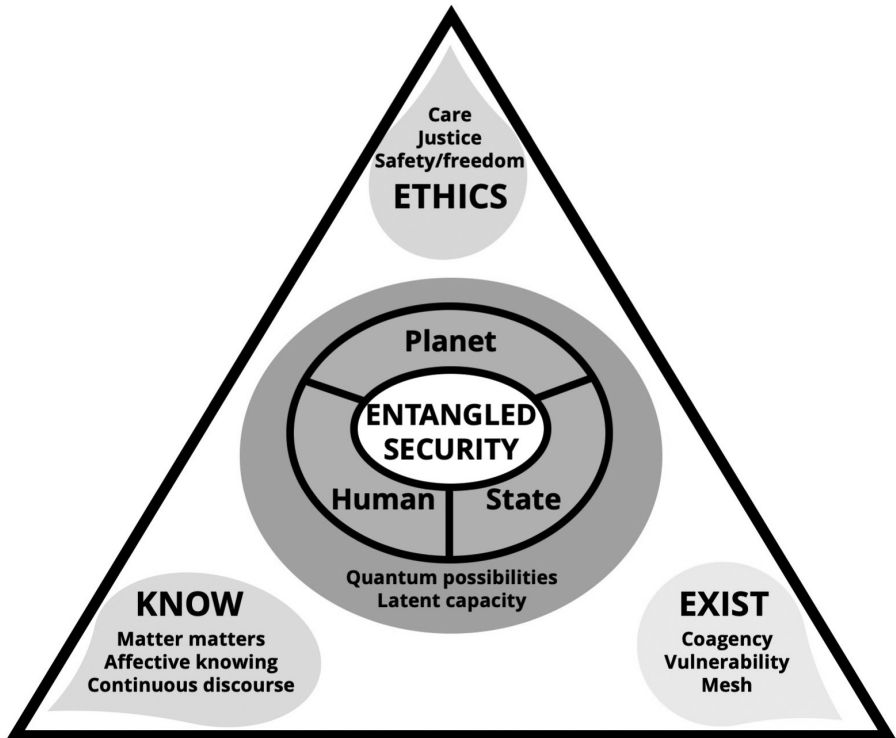 Care
Justice
Safety/freedom
ETHICS
Planet
ENTANGLED
SECURITY
Human
State
Quantum possibilities
Latent capacity
KNOW
Matter matters
Affective knowing
Continuous discourse
EXIST
Coagency
Vulnerability
Mesh